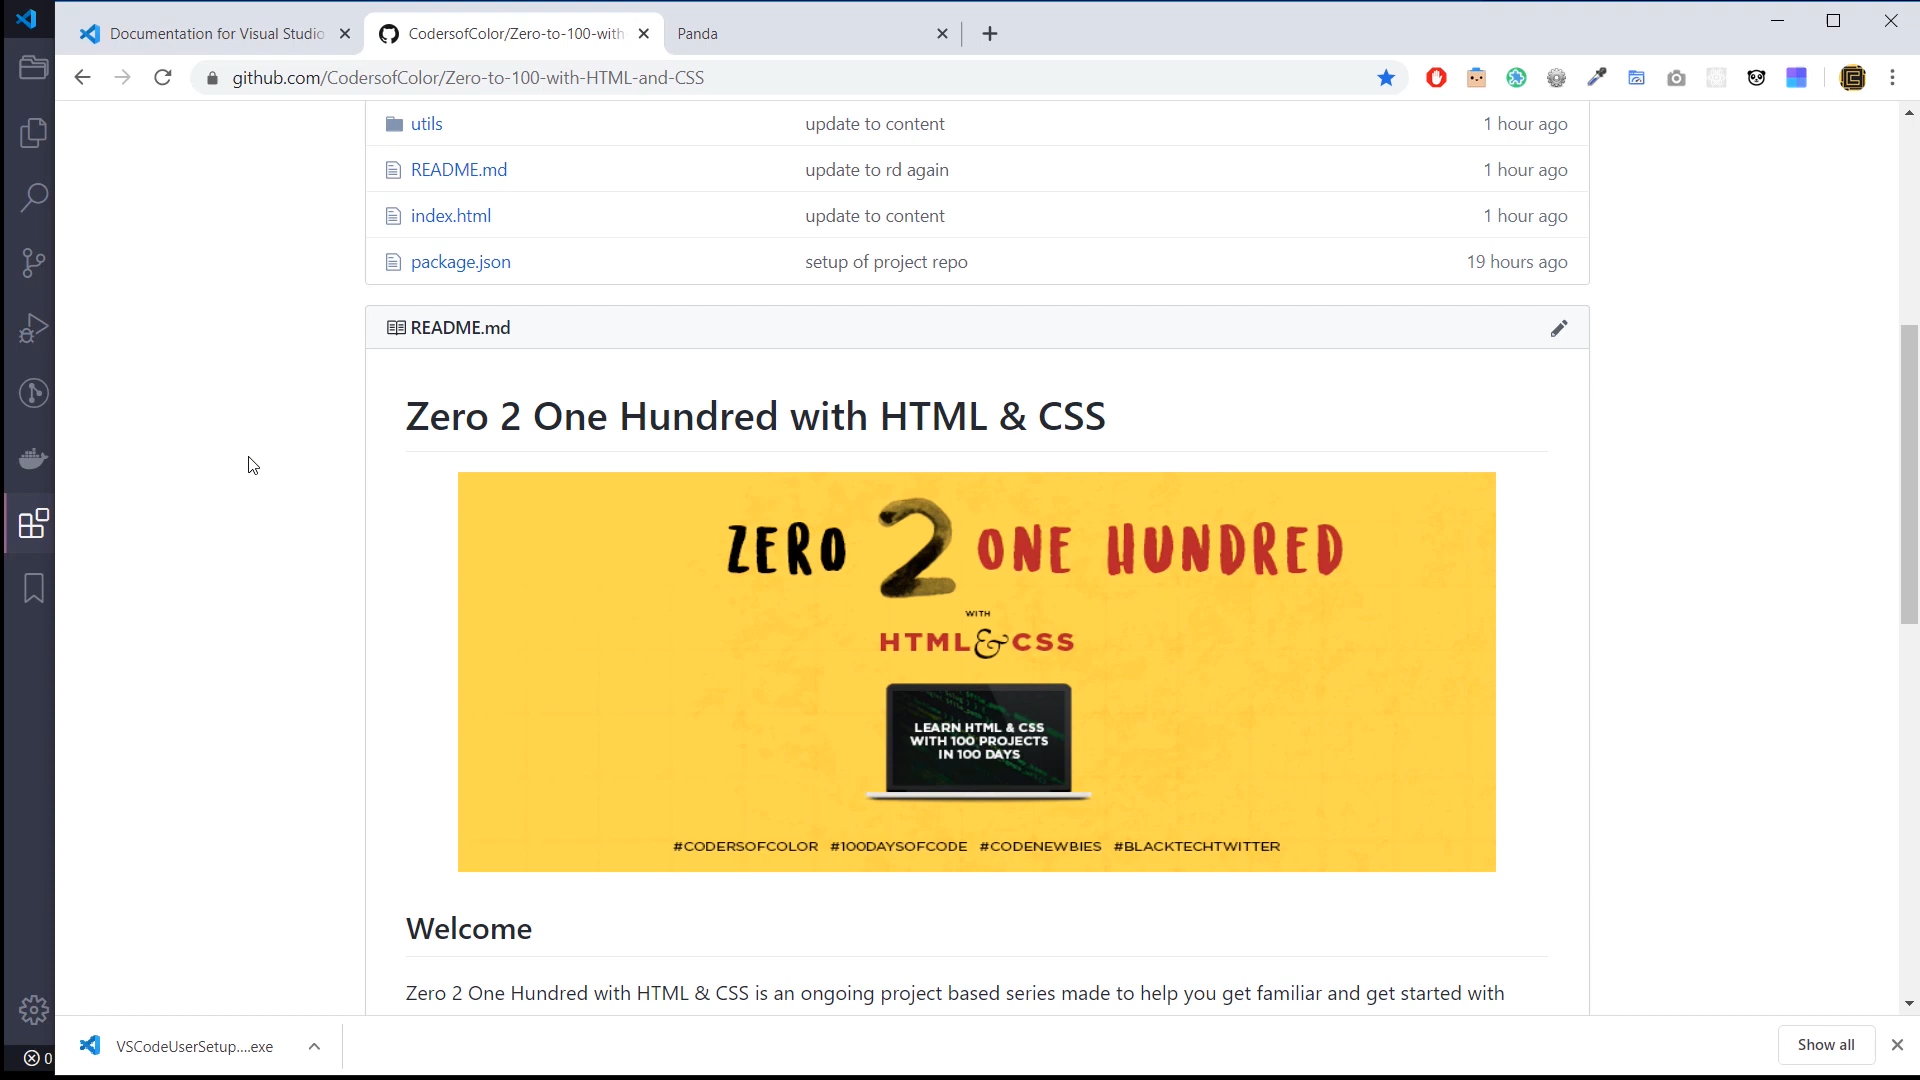 Documentation for Visual Studio
CodersofColor/Zero-to-100-with
Panda
github.com/CodersofColor/Zero-to-100-with-HTML-and-CSS
utils update to content 1 hour ago
README.md update to rd again 1 hour ago
index.html update to content 1 hour ago
package.json setup of project repo 19 hours ago
README.md
Zero 2 One Hundred with HTML & CSS
ZERO 2 ONE HUNDRED
WITH
HTML & CSS
LEARN HTML & CSS
WITH 100 PROJECTS
IN 100 DAYS
#CODERSOFCOLOR #100DAYSOFCODE #CODENEWBIES #BLACKTECHTWITTER
Welcome
Zero 2 One Hundred with HTML & CSS is an ongoing project based series made to help you get familiar and get started with
VSCodeUserSetup....exe
Show all
0